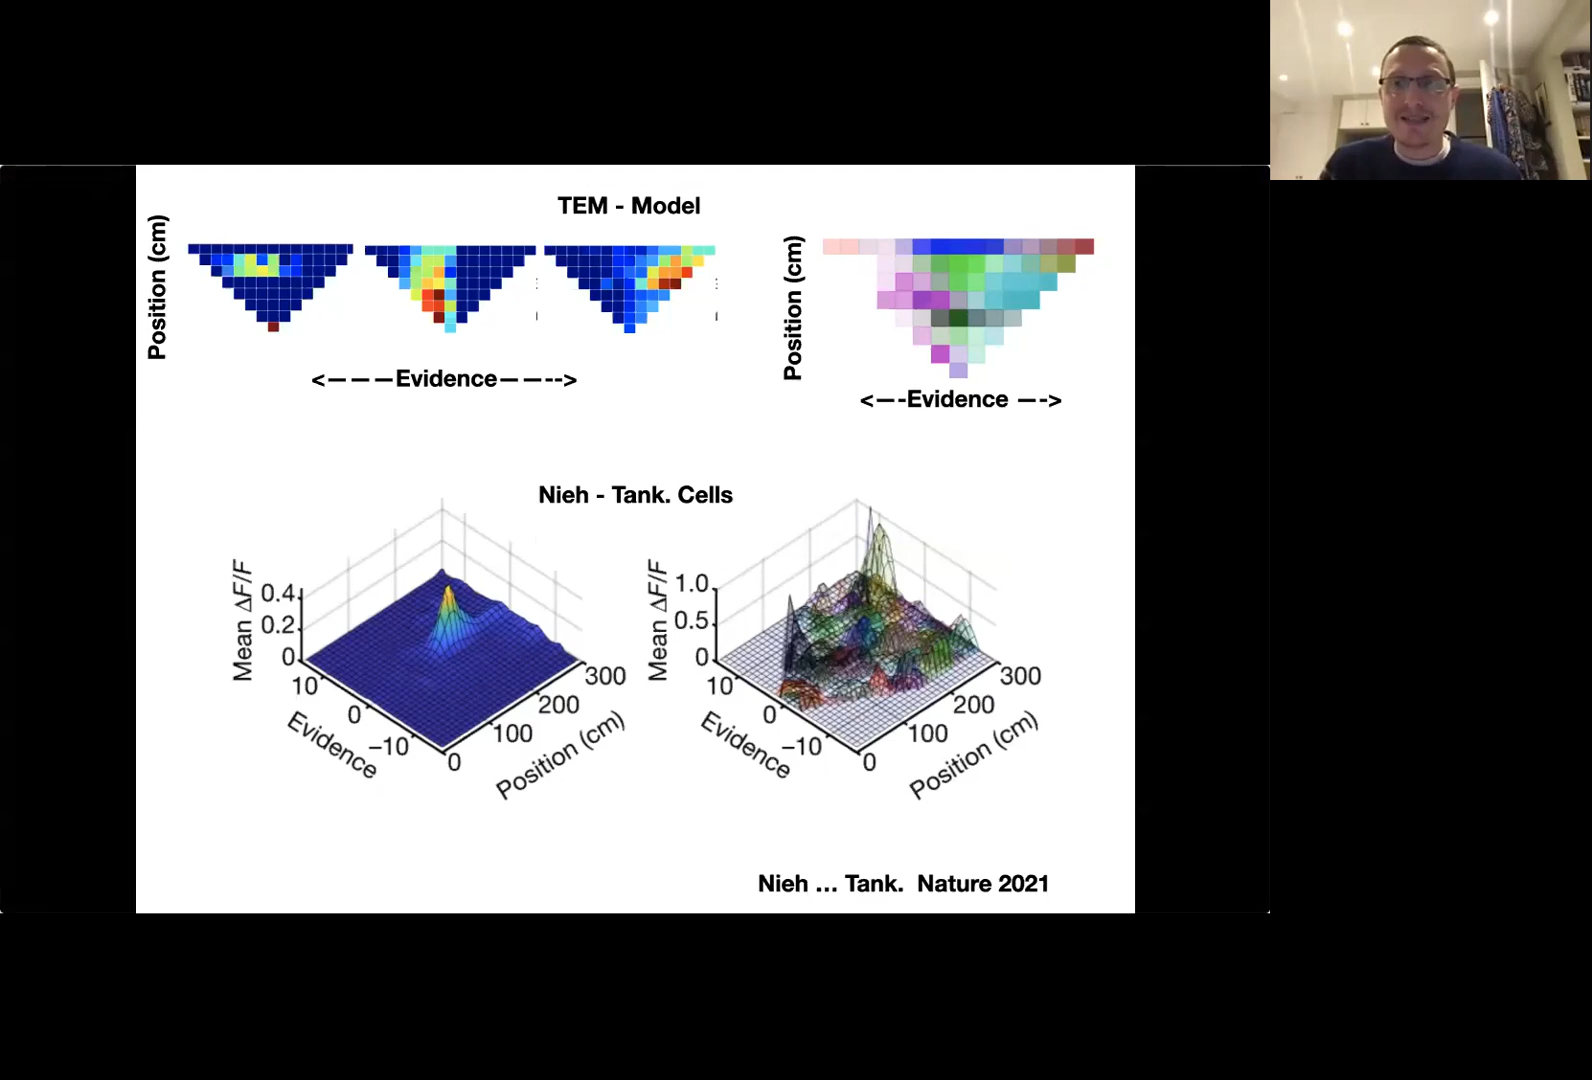 TEM - Model
Position (cm)
<– – –Evidence– – -->
Position (cm)
<– -Evidence –->
Nieh - Tank. Cells
Mean ΔF/F
0.4
0.2
0
10
0
−10
Evidence
0
100
200
300
Position (cm)
Mean ΔF/F
1.0
0.5
0
10
0
−10
Evidence
0
100
200
300
Position (cm)
Nieh ... Tank. Nature 2021